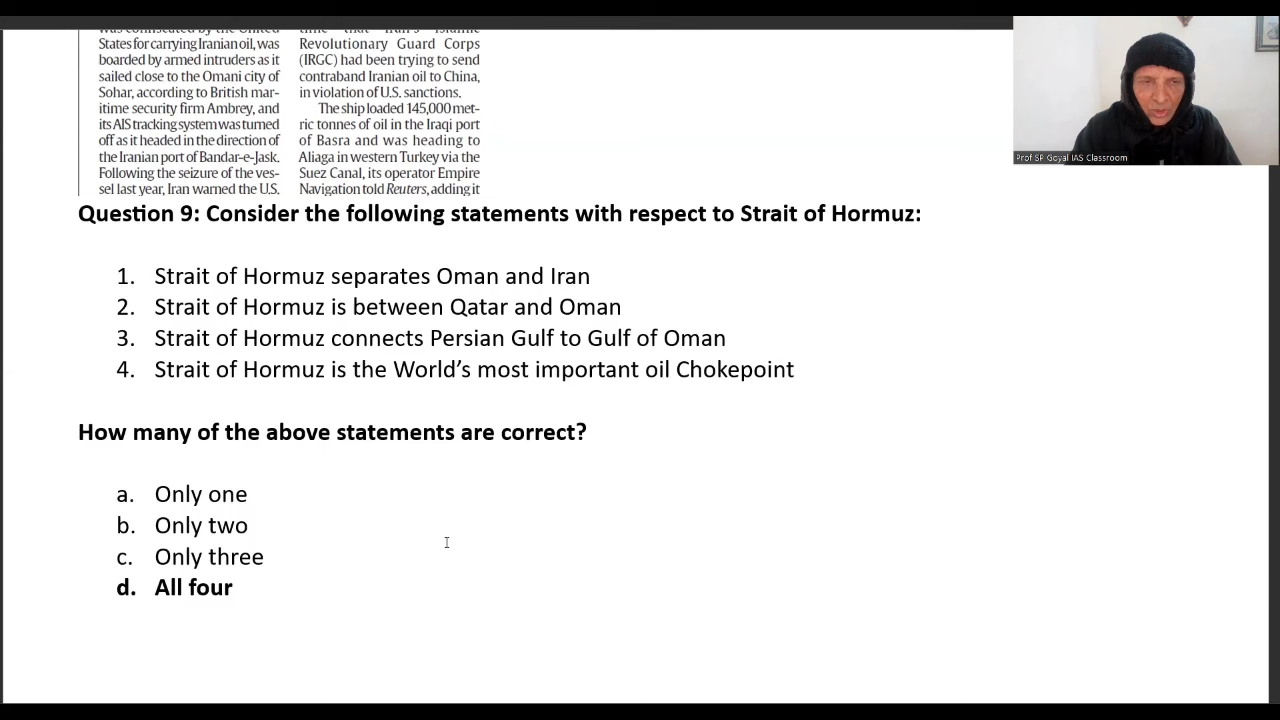 was confiscated by the United
States for carrying Iranian oil, was
boarded by armed intruders as it
sailed close to the Omani city of
Sohar, according to British mar-
itime security firm Ambrey, and
its AIS tracking system was turned
off as it headed in the direction of
the Iranian port of Bandar-e-Jask.
Following the seizure of the ves-
sel last year, Iran warned the U.S.
time that Iran's Islamic
Revolutionary Guard Corps
(IRGC) had been trying to send
contraband Iranian oil to China,
in violation of U.S. sanctions.
The ship loaded 145,000 met-
ric tonnes of oil in the Iraqi port
of Basra and was heading to
Aliaga in western Turkey via the
Suez Canal, its operator Empire
Navigation told Reuters, adding it
Prof SP Goyal IAS Classroom
Question 9: Consider the following statements with respect to Strait of Hormuz:
1. Strait of Hormuz separates Oman and Iran
2. Strait of Hormuz is between Qatar and Oman
3. Strait of Hormuz connects Persian Gulf to Gulf of Oman
4. Strait of Hormuz is the World's most important oil Chokepoint
How many of the above statements are correct?
a. Only one
b. Only two
c. Only three
d. All four